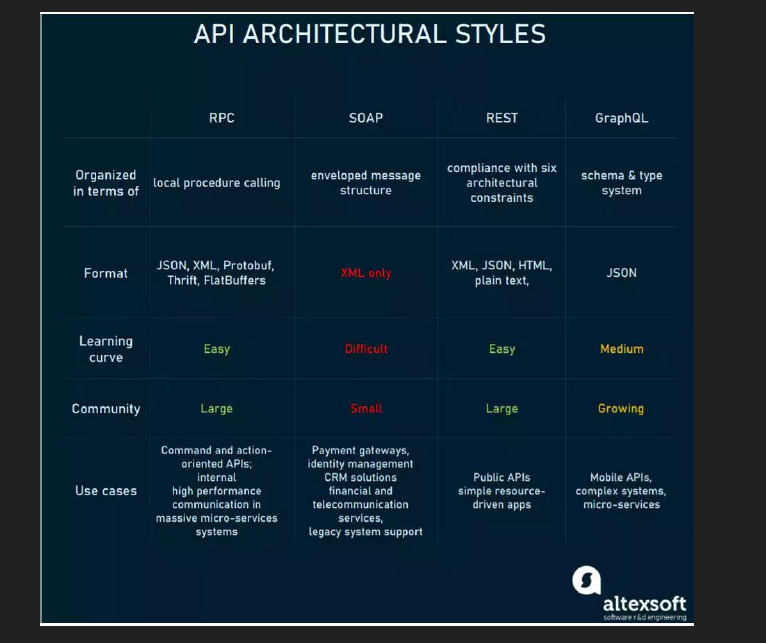 API ARCHITECTURAL STYLES
RPC
SOAP
REST
GraphQL
Organized
in terms of
local procedure calling
enveloped message
structure
compliance with six
architectural
constraints
schema & type
system
Format
JSON, XML, Protobuf,
Thrift, FlatBuffers
XML only
XML, JSON, HTML,
plain text,
JSON
Learning
curve
Easy
Difficult
Easy
Medium
Community
Large
Small
Large
Growing
Use cases
Command and action-
oriented APIs;
internal
high performance
communication in
massive micro-services
systems
Payment gateways,
identity management
CRM solutions
financial and
telecommunication
services,
legacy system support
Public APIs
simple resource-
driven apps
Mobile APIs,
complex systems,
micro-services
altexsoft
software r&d engineering